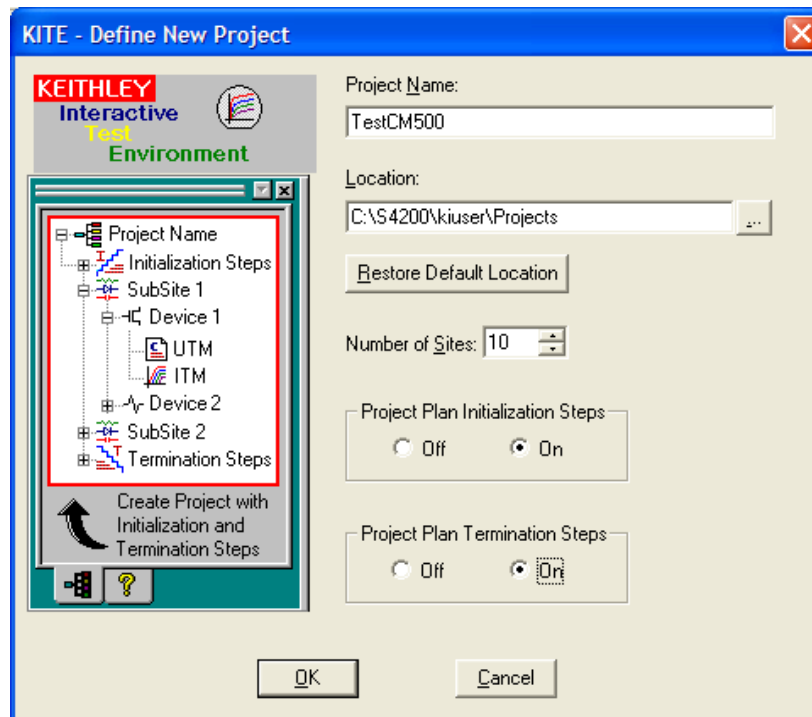 KITE - Define New Project
KEITHLEY
Interactive
Test
Environment
Project Name
Initialization Steps
SubSite 1
Device 1
UTM
ITM
Device 2
SubSite 2
Termination Steps
Create Project with
Initialization and
Termination Steps
Project Name:
TestCM500
Location:
C:\S4200\kiuser\Projects
...
Restore Default Location
Number of Sites: 10
Project Plan Initialization Steps
Off On
Project Plan Termination Steps
Off On
OK Cancel